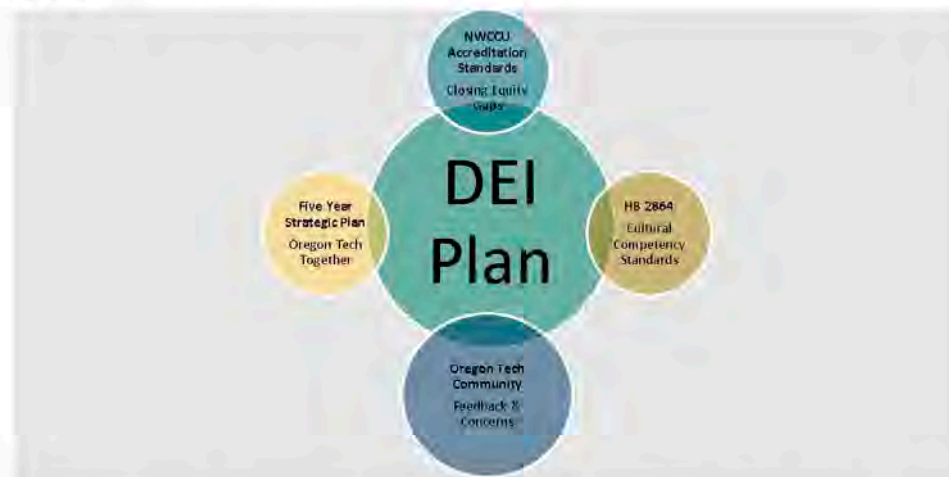 NWCCU
Accreditation
Standards
Closing Equity
Gaps
DEI
Plan
Five Year
Strategic Plan
Oregon Tech
Together
HB 2864
Cultural
Competency
Standards
Oregon Tech
Community
Feedback &
Concerns